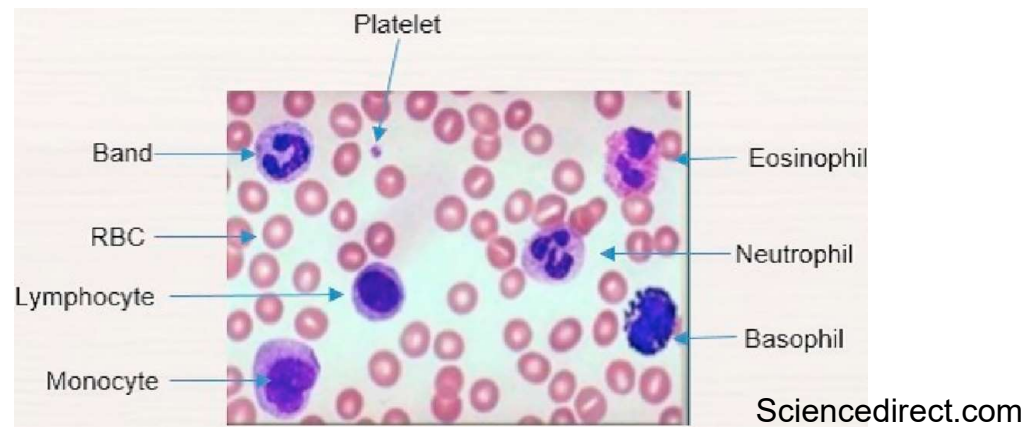 Platelet
Band
Eosinophil
RBC
Neutrophil
Lymphocyte
Basophil
Monocyte
Sciencedirect.com